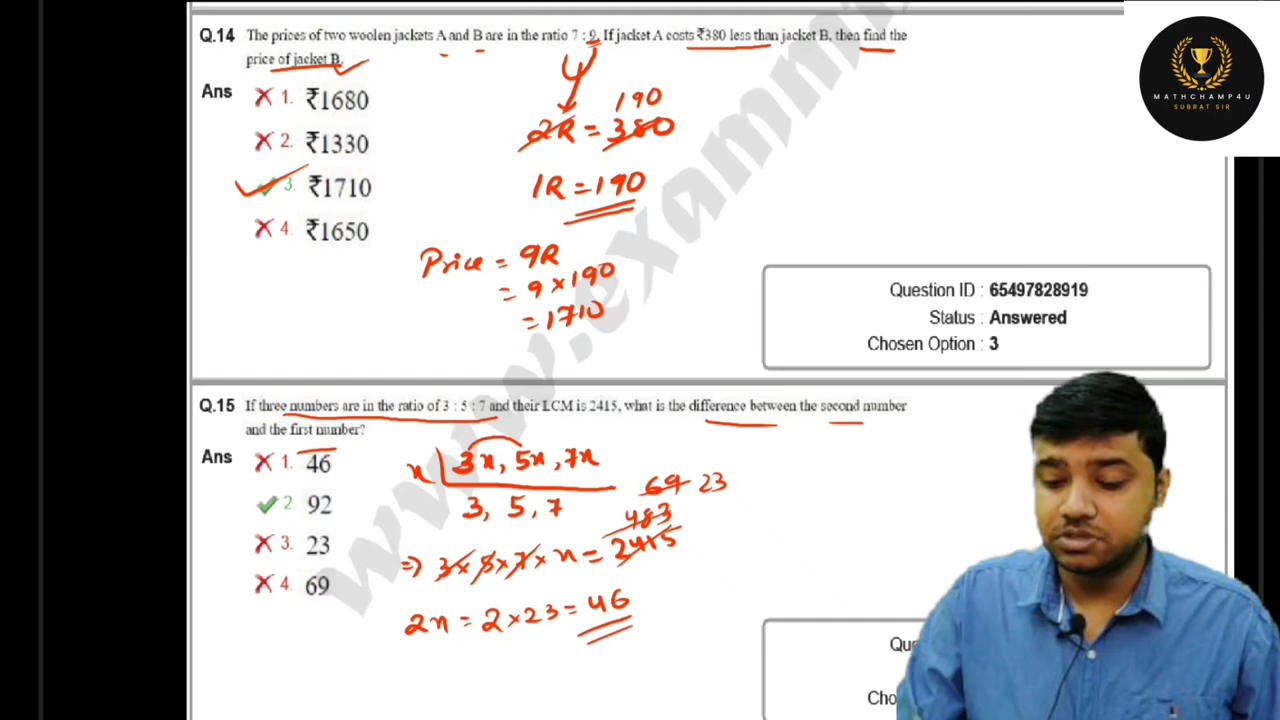 Q.14 The prices of two woolen jackets A and B are in the ratio 7 : 9. If jacket A costs ₹380 less than jacket B, then find the
price of jacket B.
Ans
1. ₹1680
2. ₹1330
3. ₹1710
4. ₹1650
190
2R = 380
1R = 190
Price = 9R
= 9 × 190
= 1710
Question ID : 65497828919
Status : Answered
Chosen Option : 3
MATHCHAMP4U
SUBRAT SIR
Q.15 If three numbers are in the ratio of 3 : 5 : 7 and their LCM is 2415, what is the difference between the second number
and the first number?
Ans
1. 46
2. 92
3. 23
4. 69
x 3x, 5x, 7x
3, 5, 7
69 23
483
⇒ 3 × 5 × 7 × x = 2415
2x = 2 × 23 = 46
www.examm
Qu
Cho